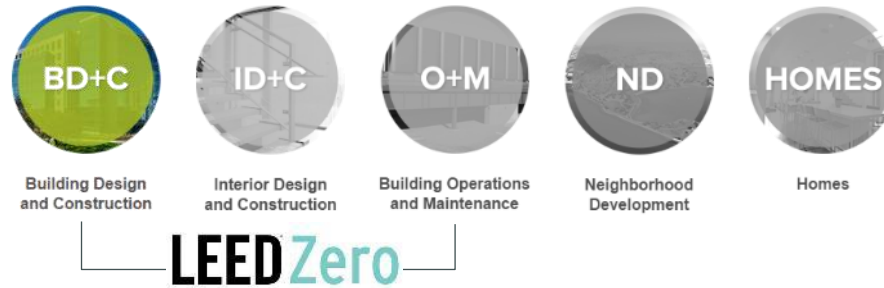 BD+C
ID+C
O+M
ND
HOMES
Building Design
and Construction
Interior Design
and Construction
Building Operations
and Maintenance
Neighborhood
Development
Homes
LEED Zero